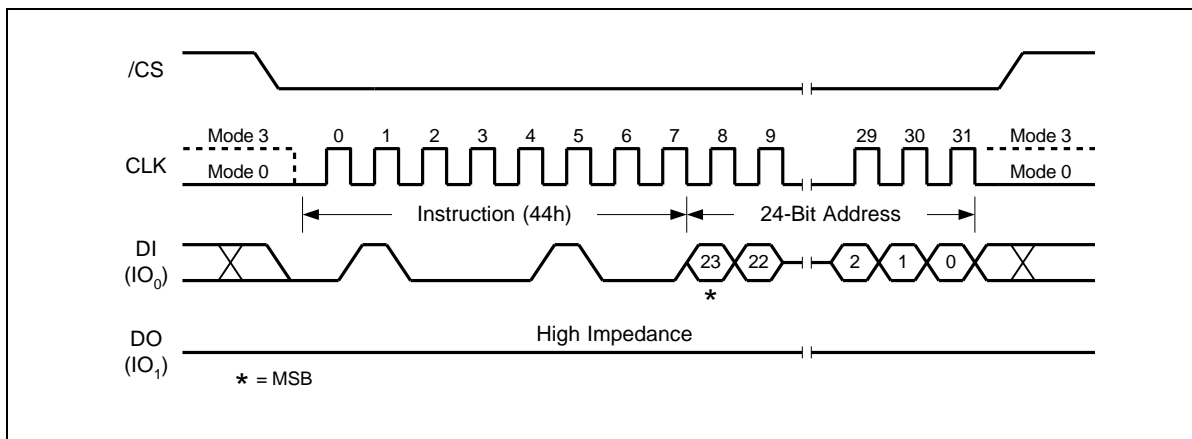 /CS
Mode 3 0 1 2 3 4 5 6 7 8 9 29 30 31 Mode 3
CLK Mode 0 Mode 0
Instruction (44h) 24-Bit Address
DI
(IO0) 23 22 2 1 0
*
High Impedance
DO
(IO1)
* = MSB